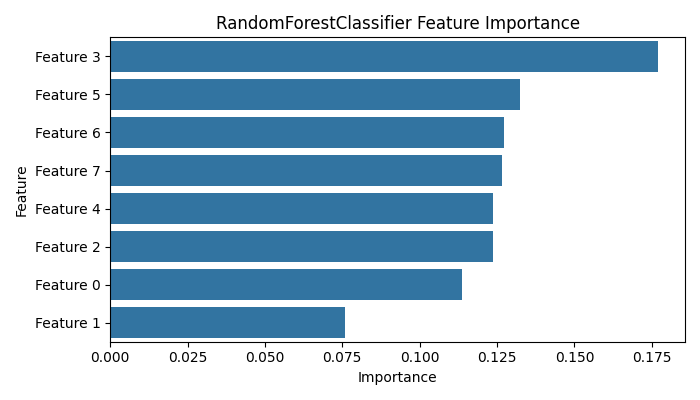 RandomForestClassifier Feature Importance
Feature 3
Feature 5
Feature 6
Feature 7
Feature 4
Feature 2
Feature 0
Feature 1
Feature
0.000 0.025 0.050 0.075 0.100 0.125 0.150 0.175
Importance